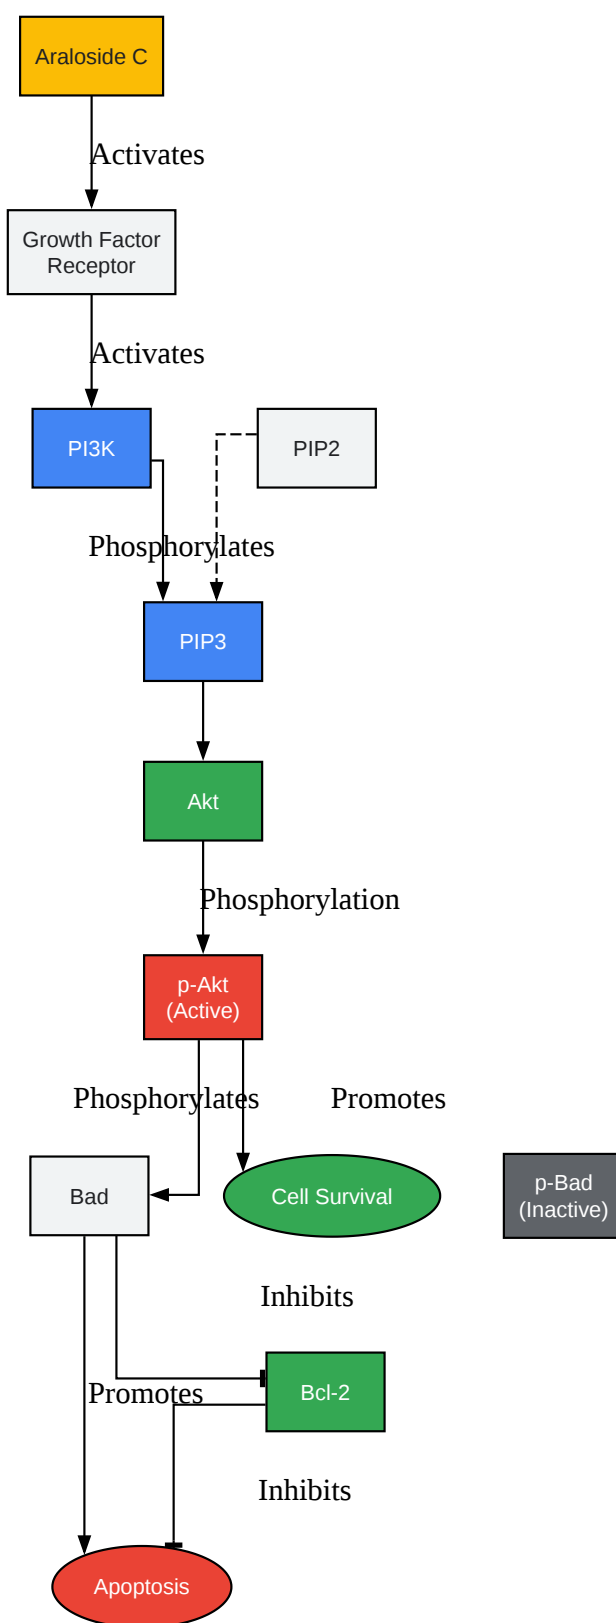 Araloside C
Activates
Growth Factor
Receptor
Activates
PI3K
PIP2
Phosphorylates
PIP3
Akt
Phosphorylation
p-Akt
(Active)
Phosphorylates
Promotes
Bad
Cell Survival
p-Bad
(Inactive)
Inhibits
Bcl-2
Promotes
Inhibits
Apoptosis